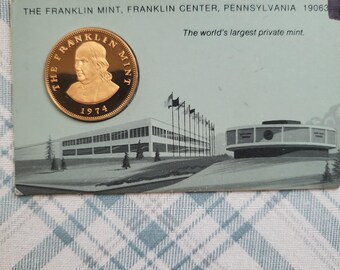 THE FRANKLIN MINT, FRANKLIN CENTER, PENNSYLVANIA 19063
The world's largest private mint.
THE FRANKLIN MINT
1974